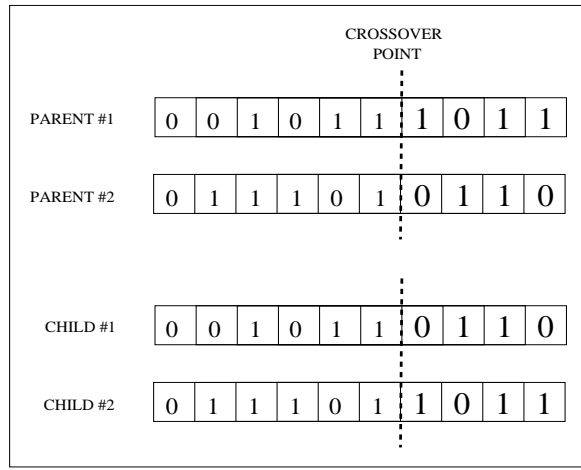 CROSSOVER
POINT
PARENT #1 0 0 1 0 1 1 1 0 1 1
PARENT #2 0 1 1 1 0 1 0 1 1 0
CHILD #1 0 0 1 0 1 1 0 1 1 0
CHILD #2 0 1 1 1 0 1 1 0 1 1